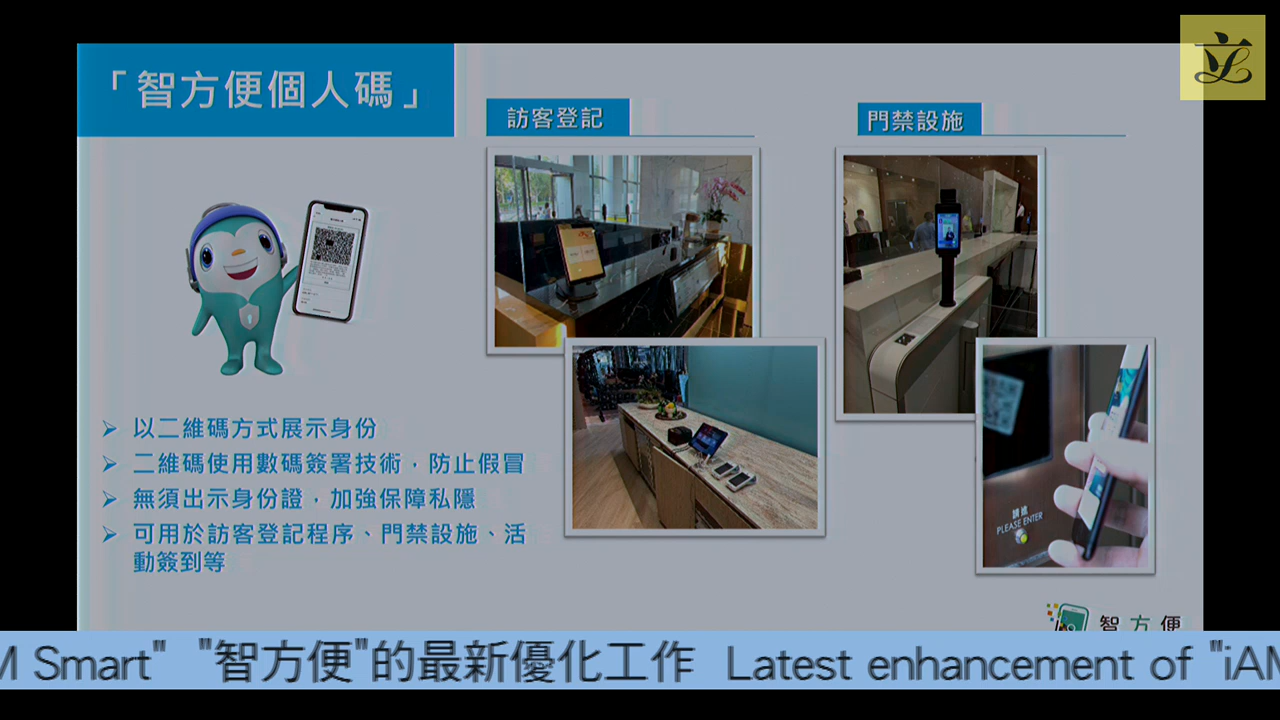 「智方便個人碼」
訪客登記
門禁設施
以二維碼方式展示身份
二維碼使用數碼簽署技術，防止假冒
無須出示身份證，加強保障私隱
可用於訪客登記程序、門禁設施、活
動簽到等
請進
PLEASE ENTER
智方便
M Smart" "智方便"的最新優化工作 Latest enhancement of "iAM